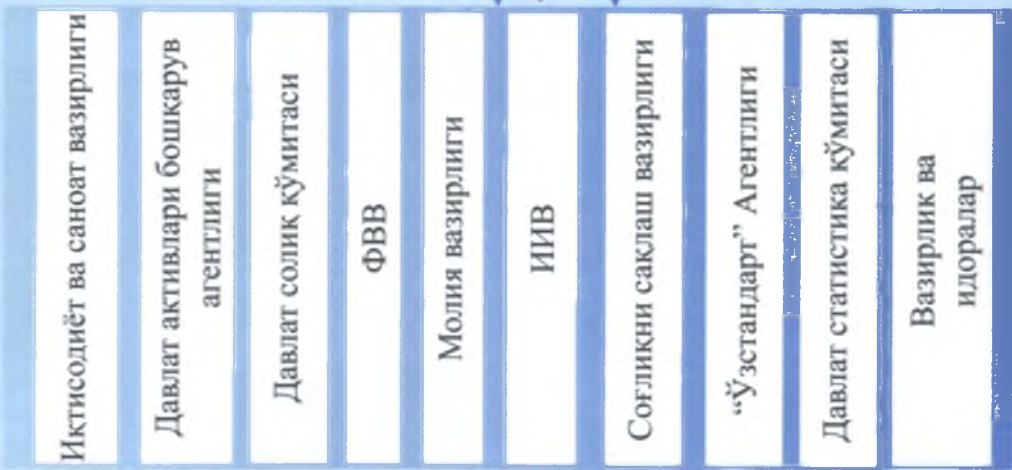 Иктисодиёт ва саноат вазирлиги
Давлат активлари бошкарув
агентлиги
Давлат солик кўмитаси
ФВВ
Молия вазирлиги
ИИВ
Соғликни саклаш вазирлиги
“Ўзстандарт” Агентлиги
Давлат статистика кўмитаси
Вазирлик ва
идоралар